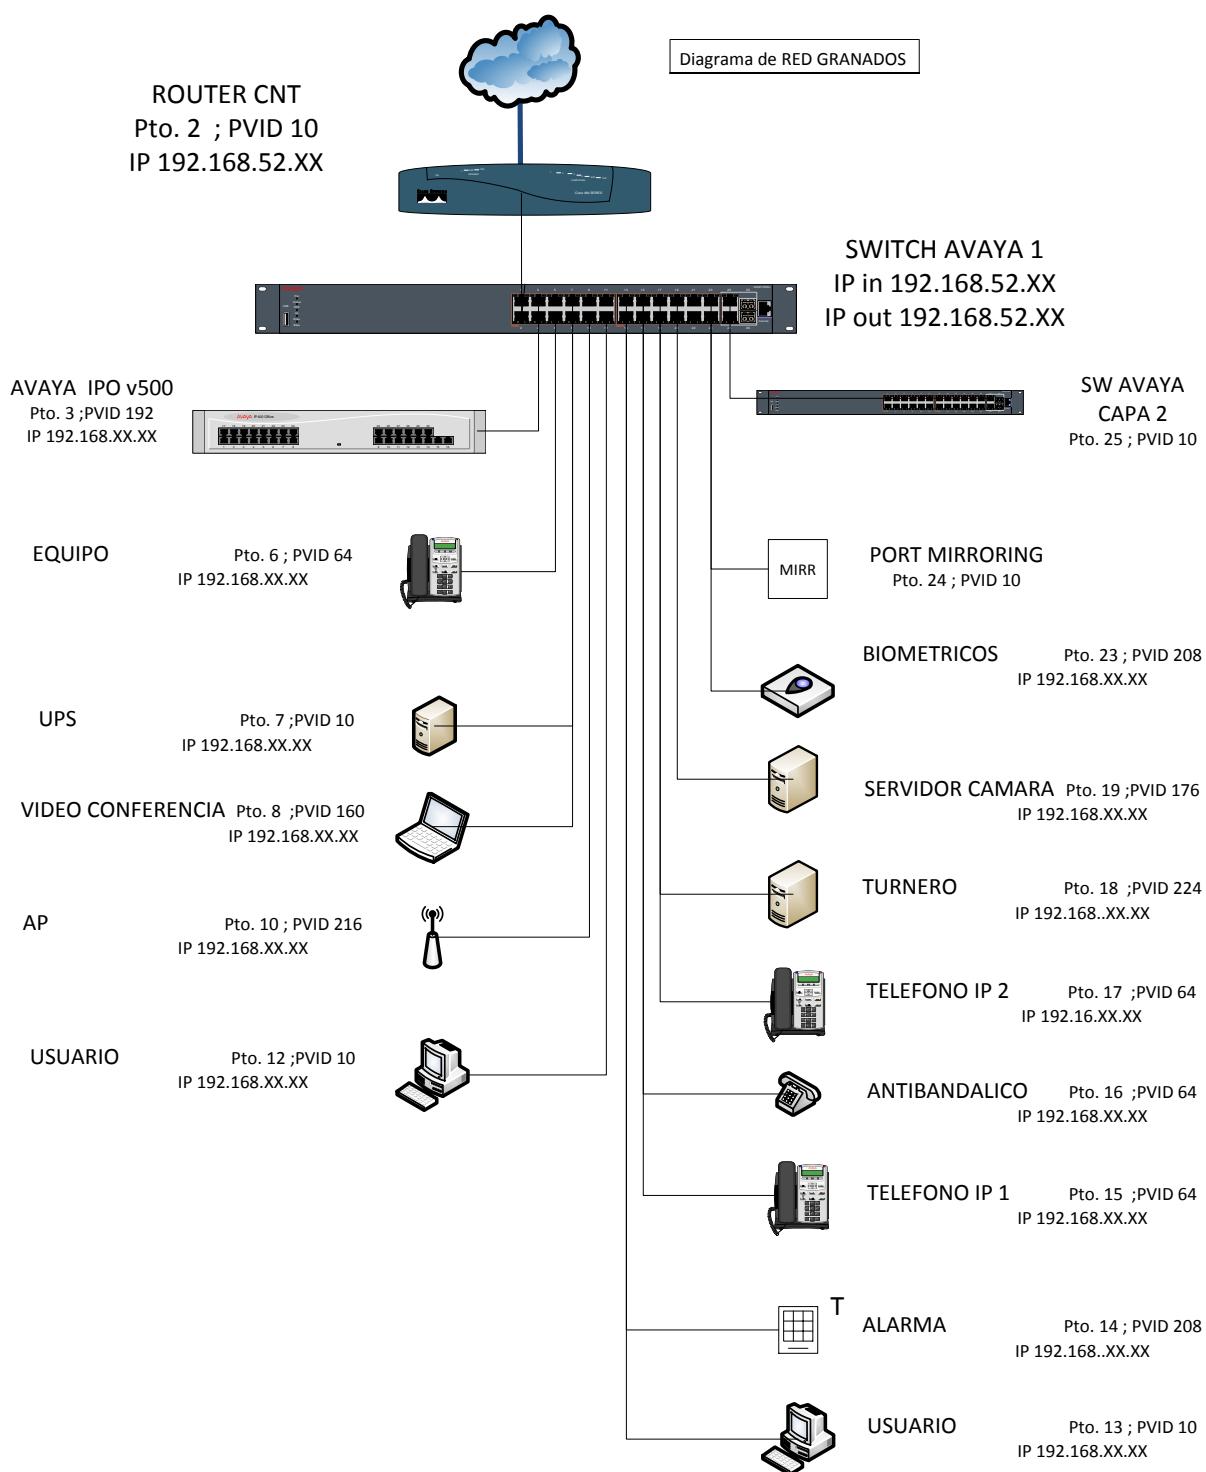 Diagrama de RED GRANADOS
ROUTER CNT
Pto. 2 ; PVID 10
IP 192.168.52.XX
SWITCH AVAYA 1
IP in 192.168.52.XX
IP out 192.168.52.XX
AVAYA IPO v500
Pto. 3 ;PVID 192
IP 192.168.XX.XX
SW AVAYA
CAPA 2
Pto. 25 ; PVID 10
EQUIPO Pto. 6 ; PVID 64
IP 192.168.XX.XX
MIRR
PORT MIRRORING
Pto. 24 ; PVID 10
BIOMETRICOS Pto. 23 ; PVID 208
IP 192.168.XX.XX
UPS Pto. 7 ;PVID 10
IP 192.168.XX.XX
SERVIDOR CAMARA Pto. 19 ;PVID 176
IP 192.168.XX.XX
VIDEO CONFERENCIA Pto. 8 ;PVID 160
IP 192.168.XX.XX
TURNERO Pto. 18 ;PVID 224
IP 192.168..XX.XX
AP Pto. 10 ; PVID 216
IP 192.168.XX.XX
TELEFONO IP 2 Pto. 17 ;PVID 64
IP 192.16.XX.XX
USUARIO Pto. 12 ;PVID 10
IP 192.168.XX.XX
ANTIBANDALICO Pto. 16 ;PVID 64
IP 192.168.XX.XX
TELEFONO IP 1 Pto. 15 ;PVID 64
IP 192.168.XX.XX
T
ALARMA Pto. 14 ; PVID 208
IP 192.168..XX.XX
USUARIO Pto. 13 ; PVID 10
IP 192.168.XX.XX